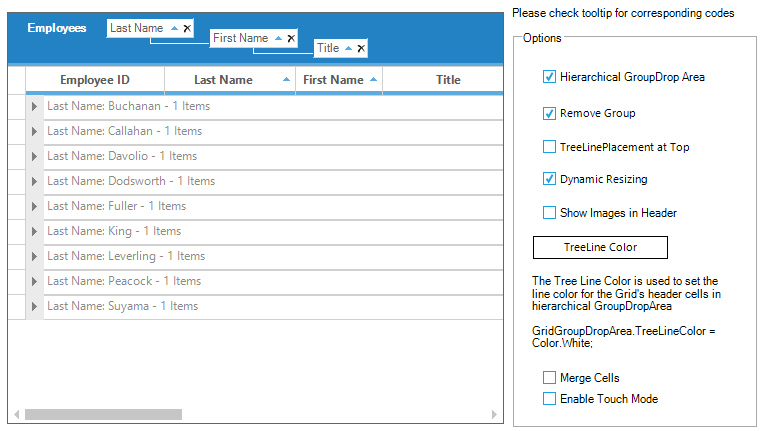 Employees
Last Name
First Name
Title
Employee ID Last Name First Name Title
Last Name: Buchanan - 1 Items
Last Name: Callahan - 1 Items
Last Name: Davolio - 1 Items
Last Name: Dodsworth - 1 Items
Last Name: Fuller - 1 Items
Last Name: King - 1 Items
Last Name: Leverling - 1 Items
Last Name: Peacock - 1 Items
Last Name: Suyama - 1 Items
Please check tooltip for corresponding codes
Options
Hierarchical GroupDrop Area
Remove Group
TreeLinePlacement at Top
Dynamic Resizing
Show Images in Header
TreeLine Color
The Tree Line Color is used to set the
line color for the Grid's header cells in
hierarchical GroupDropArea
GridGroupDropArea.TreeLineColor =
Color.White;
Merge Cells
Enable Touch Mode